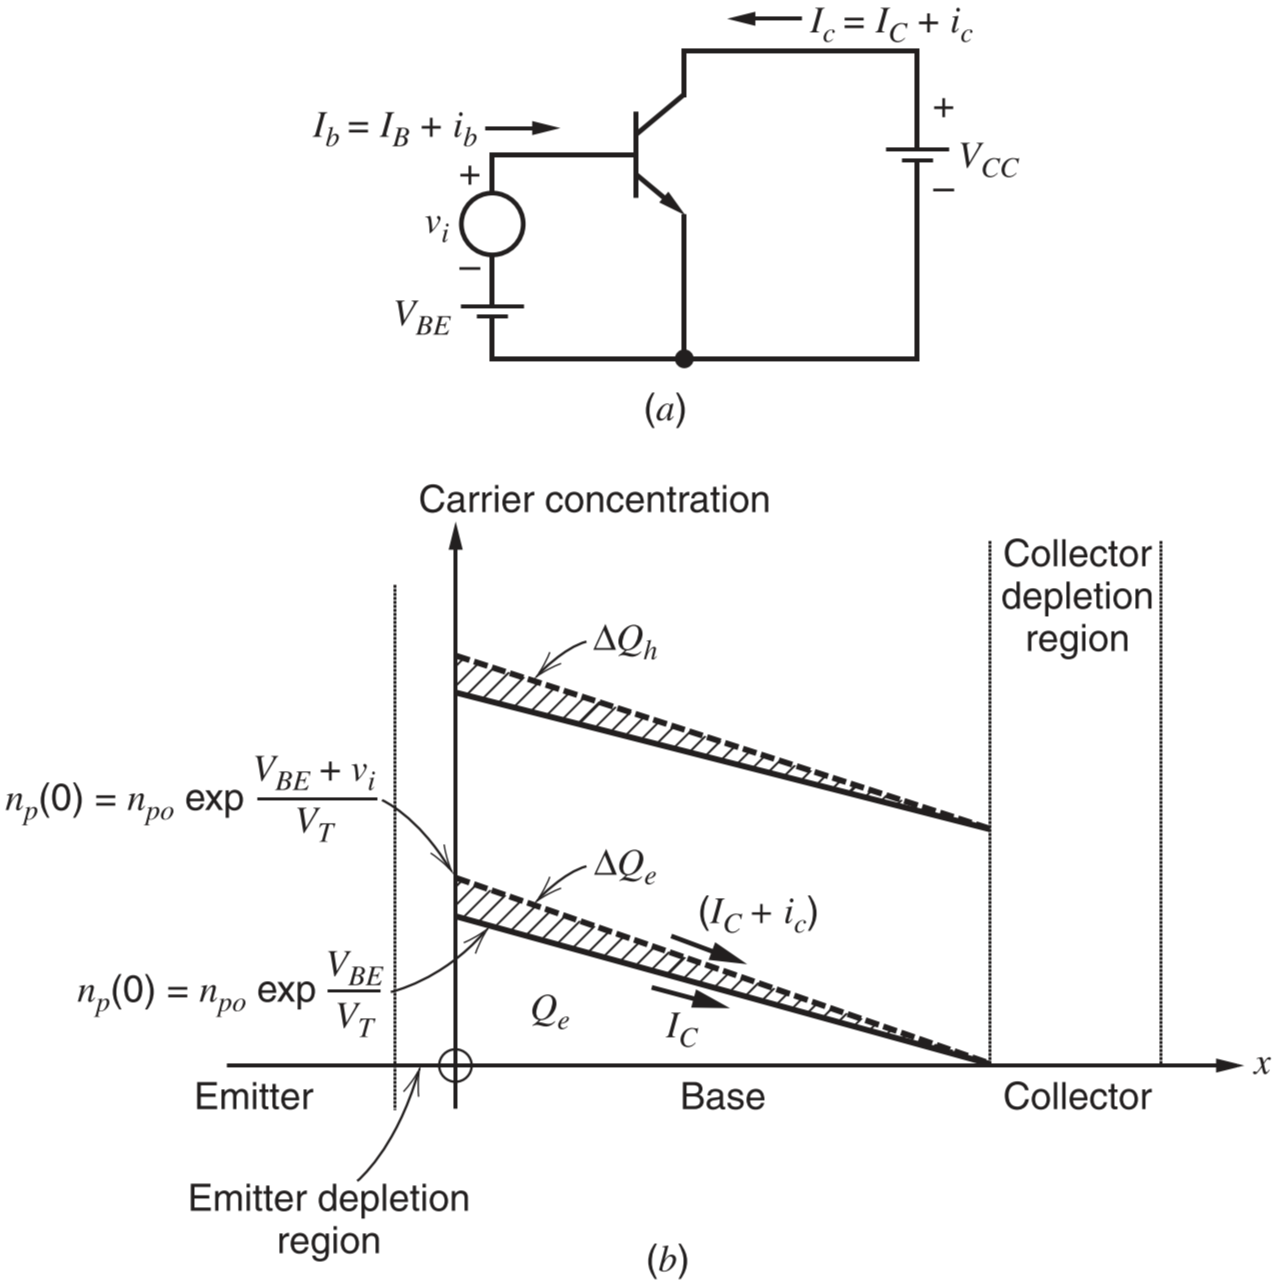 I_c = I_C + i_c
I_b = I_B + i_b
+
+
V_CC
−
v_i
−
V_BE
(a)
Carrier concentration
Collector
depletion
region
ΔQ_h
n_p(0) = n_po exp (V_BE + v_i)/V_T
ΔQ_e
(I_C + i_c)
n_p(0) = n_po exp V_BE/V_T
Q_e
I_C
x
Emitter
Base
Collector
Emitter depletion
region
(b)